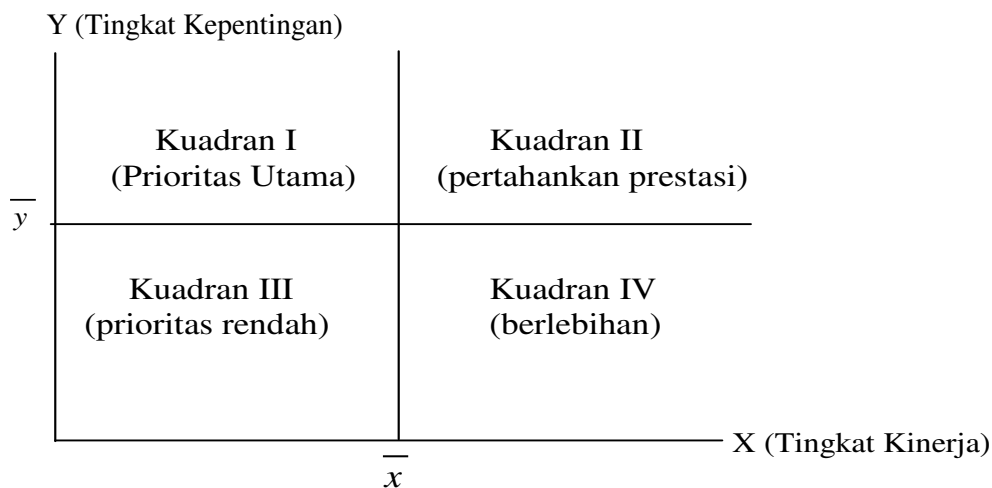 Y (Tingkat Kepentingan)
Kuadran I
(Prioritas Utama)
Kuadran II
(pertahankan prestasi)
y̅
Kuadran III
(prioritas rendah)
Kuadran IV
(berlebihan)
X (Tingkat Kinerja)
x̅